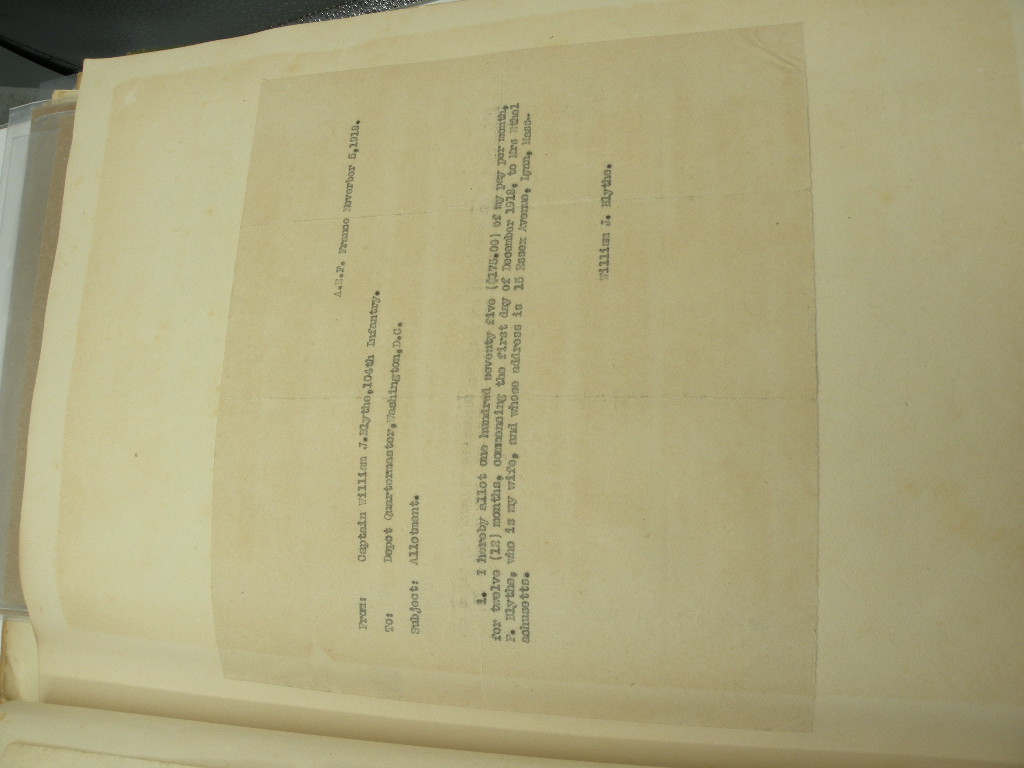 A.E.F. France November 5,1918.
From: Captain William J.Blythe,104th Infantry.
To: Depot Quartermaster,Washington,D.C.
Subject: Allotment.
1. I hereby allot one hundred seventy five ($175.00) of my pay per month,
for twelve (12) months, commencing the first day of December 1918, to Mrs Ethel
F. Blythe, who is my wife, and whose address is 15 Essex Avenue, Lynn, Mass-
achusetts.
William J. Blythe.